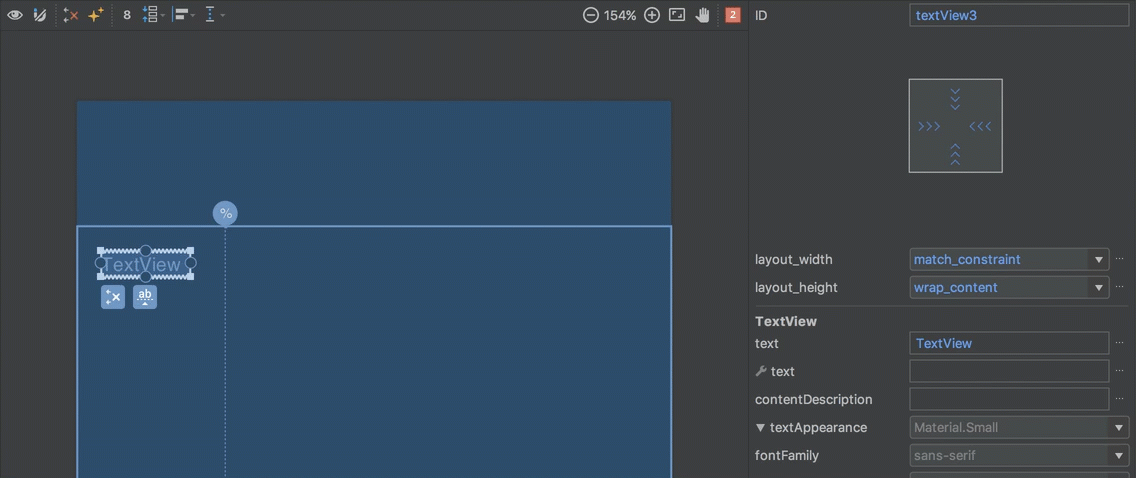 8
154%
2
ID
textView3
%
TextView
ab
layout_width
match_constraint
layout_height
wrap_content
TextView
text
TextView
text
contentDescription
textAppearance
Material.Small
fontFamily
sans-serif